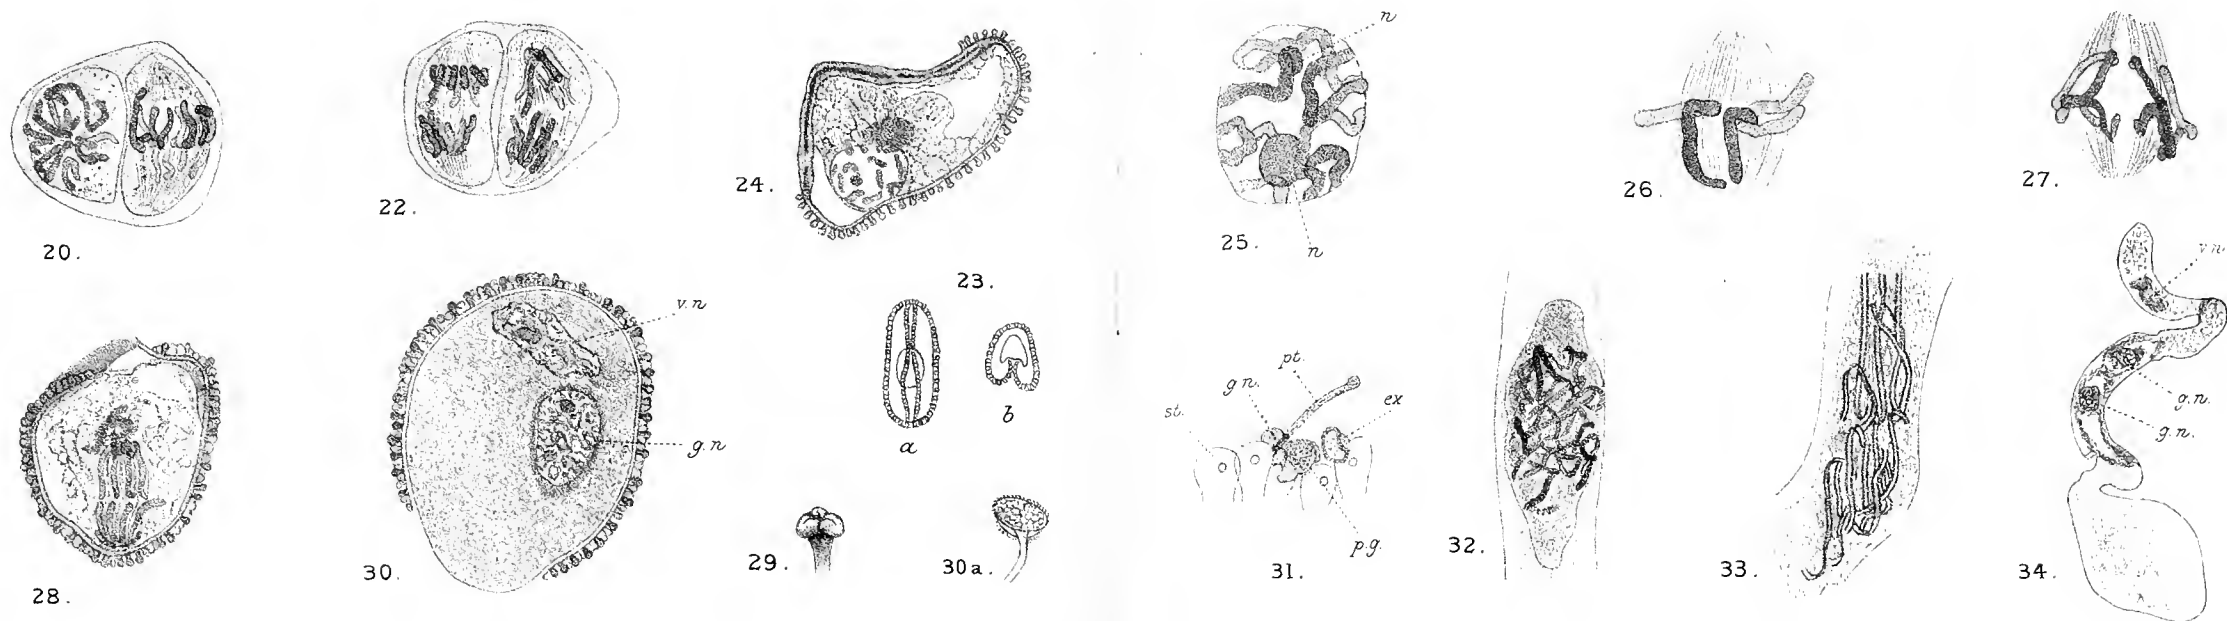 20.
22.
24.
23.
a
b
n
25.
n
26.
27.
28.
v.n
g.n
30.
29.
30a.
st.
g.n.
pt.
ex
p.g.
31.
32.
33.
v.n.
g.n.
g.n.
34.